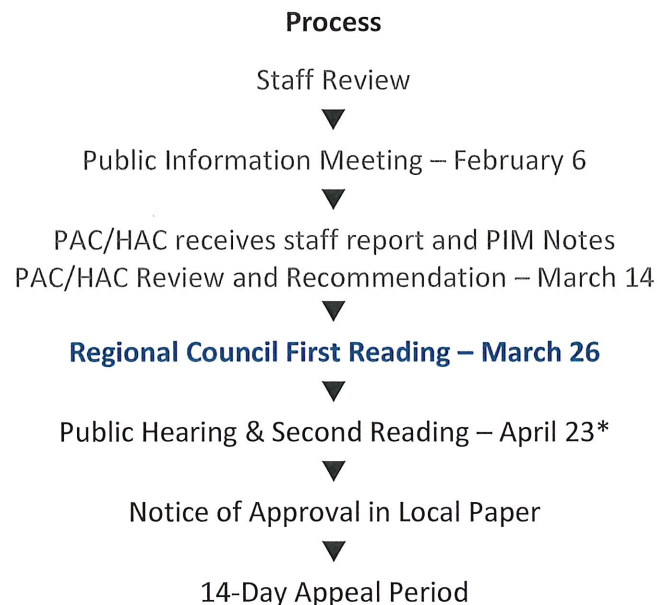 Process
Staff Review
Public Information Meeting – February 6
PAC/HAC receives staff report and PIM Notes
PAC/HAC Review and Recommendation – March 14
Regional Council First Reading – March 26
Public Hearing & Second Reading – April 23*
Notice of Approval in Local Paper
14-Day Appeal Period